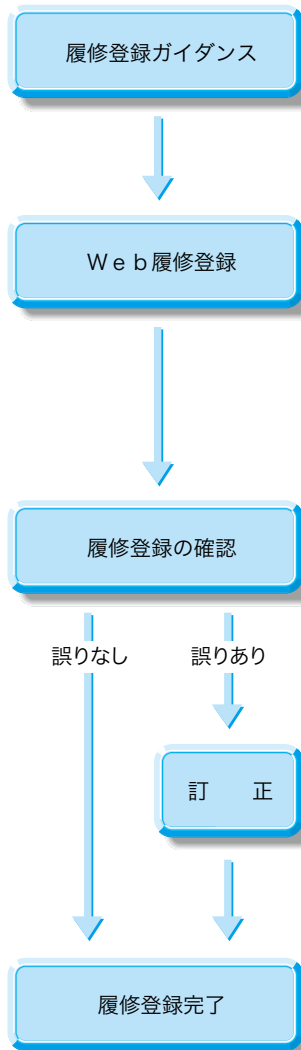 履修登録ガイダンス
Ｗｅｂ履修登録
履修登録の確認
誤りなし 誤りあり
訂　正
履修登録完了